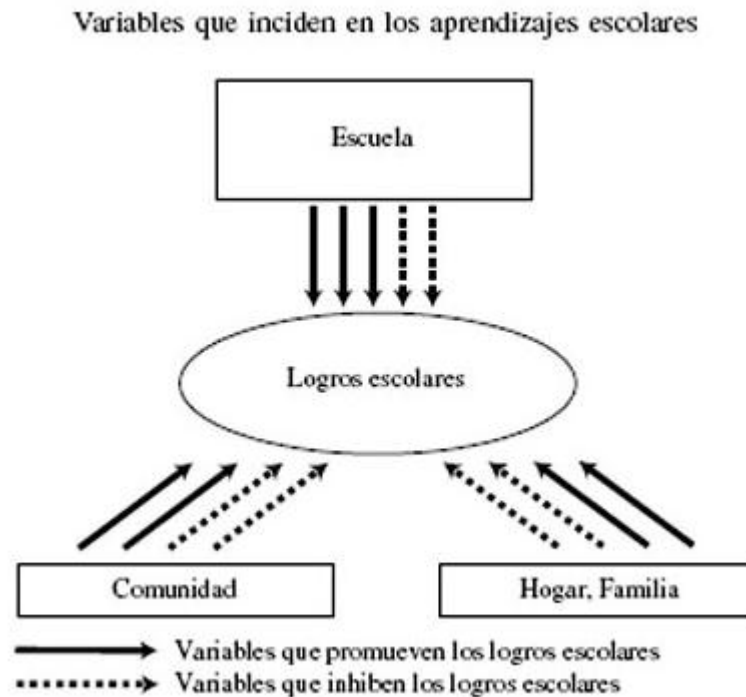 Variables que inciden en los aprendizajes escolares
Escuela
Logros escolares
Comunidad
Hogar, Familia
Variables que promueven los logros escolares
Variables que inhiben los logros escolares